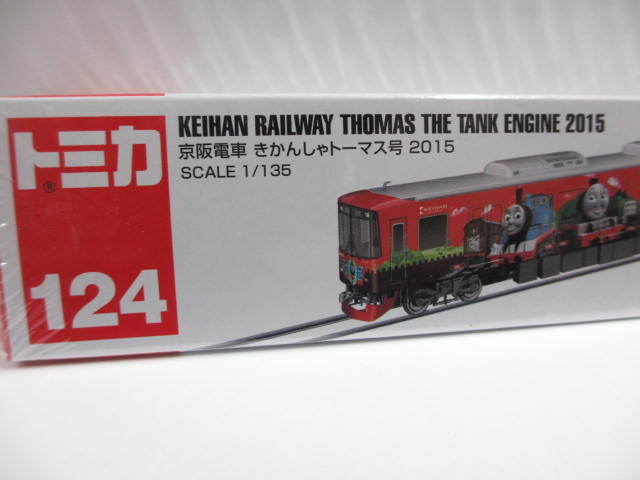 トミカ®
124
KEIHAN RAILWAY THOMAS THE TANK ENGINE 2015
京阪電車 きかんしゃトーマス号 2015
SCALE 1/135
KEIHAN